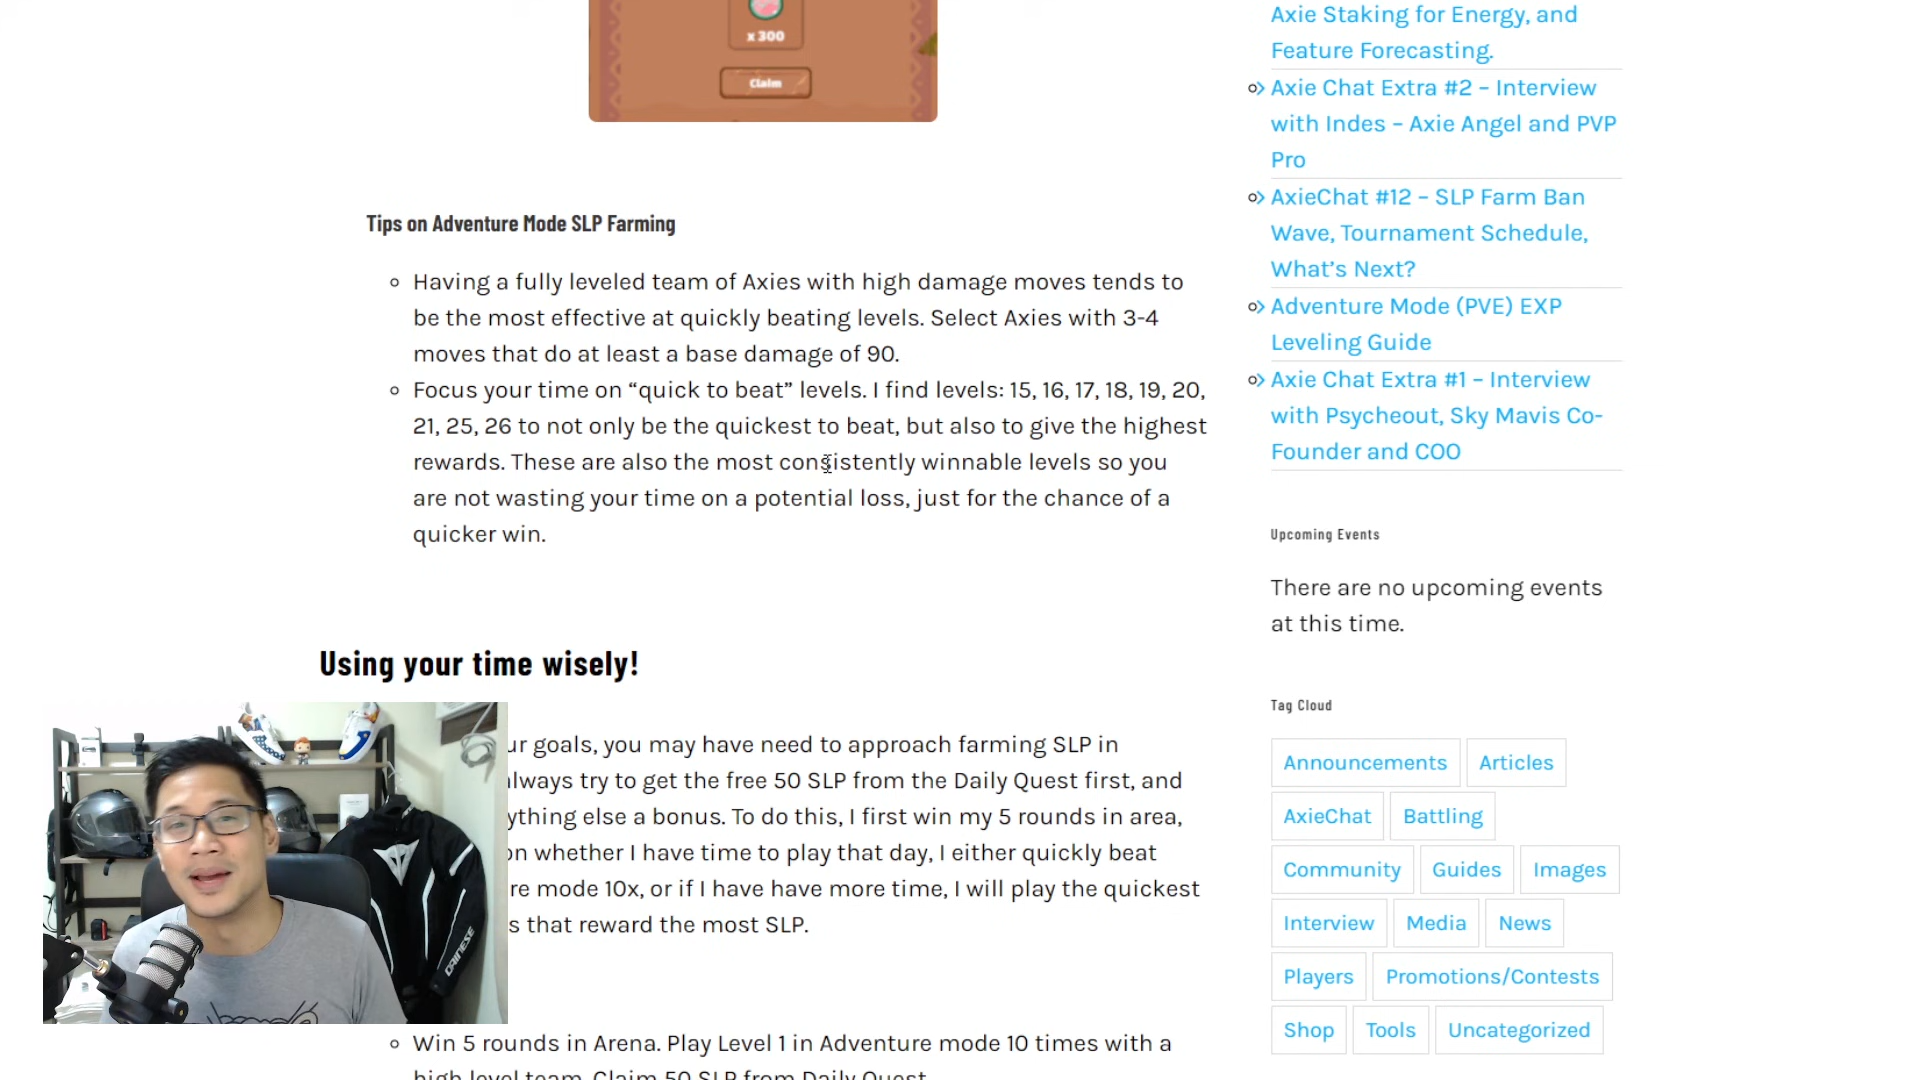 x 300
Claim
Tips on Adventure Mode SLP Farming
Having a fully leveled team of Axies with high damage moves tends to
be the most effective at quickly beating levels. Select Axies with 3-4
moves that do at least a base damage of 90.
Focus your time on “quick to beat” levels. I find levels: 15, 16, 17, 18, 19, 20,
21, 25, 26 to not only be the quickest to beat, but also to give the highest
rewards. These are also the most consistently winnable levels so you
are not wasting your time on a potential loss, just for the chance of a
quicker win.
Using your time wisely!
ur goals, you may have need to approach farming SLP in
always try to get the free 50 SLP from the Daily Quest first, and
ything else a bonus. To do this, I first win my 5 rounds in area,
on whether I have time to play that day, I either quickly beat
re mode 10x, or if I have have more time, I will play the quickest
s that reward the most SLP.
DAINESE
Win 5 rounds in Arena. Play Level 1 in Adventure mode 10 times with a
high level team. Claim 50 SLP from Daily Quest
Axie Staking for Energy, and
Feature Forecasting.
Axie Chat Extra #2 – Interview
with Indes – Axie Angel and PVP
Pro
AxieChat #12 – SLP Farm Ban
Wave, Tournament Schedule,
What’s Next?
Adventure Mode (PVE) EXP
Leveling Guide
Axie Chat Extra #1 – Interview
with Psycheout, Sky Mavis Co-
Founder and COO
Upcoming Events
There are no upcoming events
at this time.
Tag Cloud
Announcements Articles
AxieChat Battling
Community Guides Images
Interview Media News
Players Promotions/Contests
Shop Tools Uncategorized